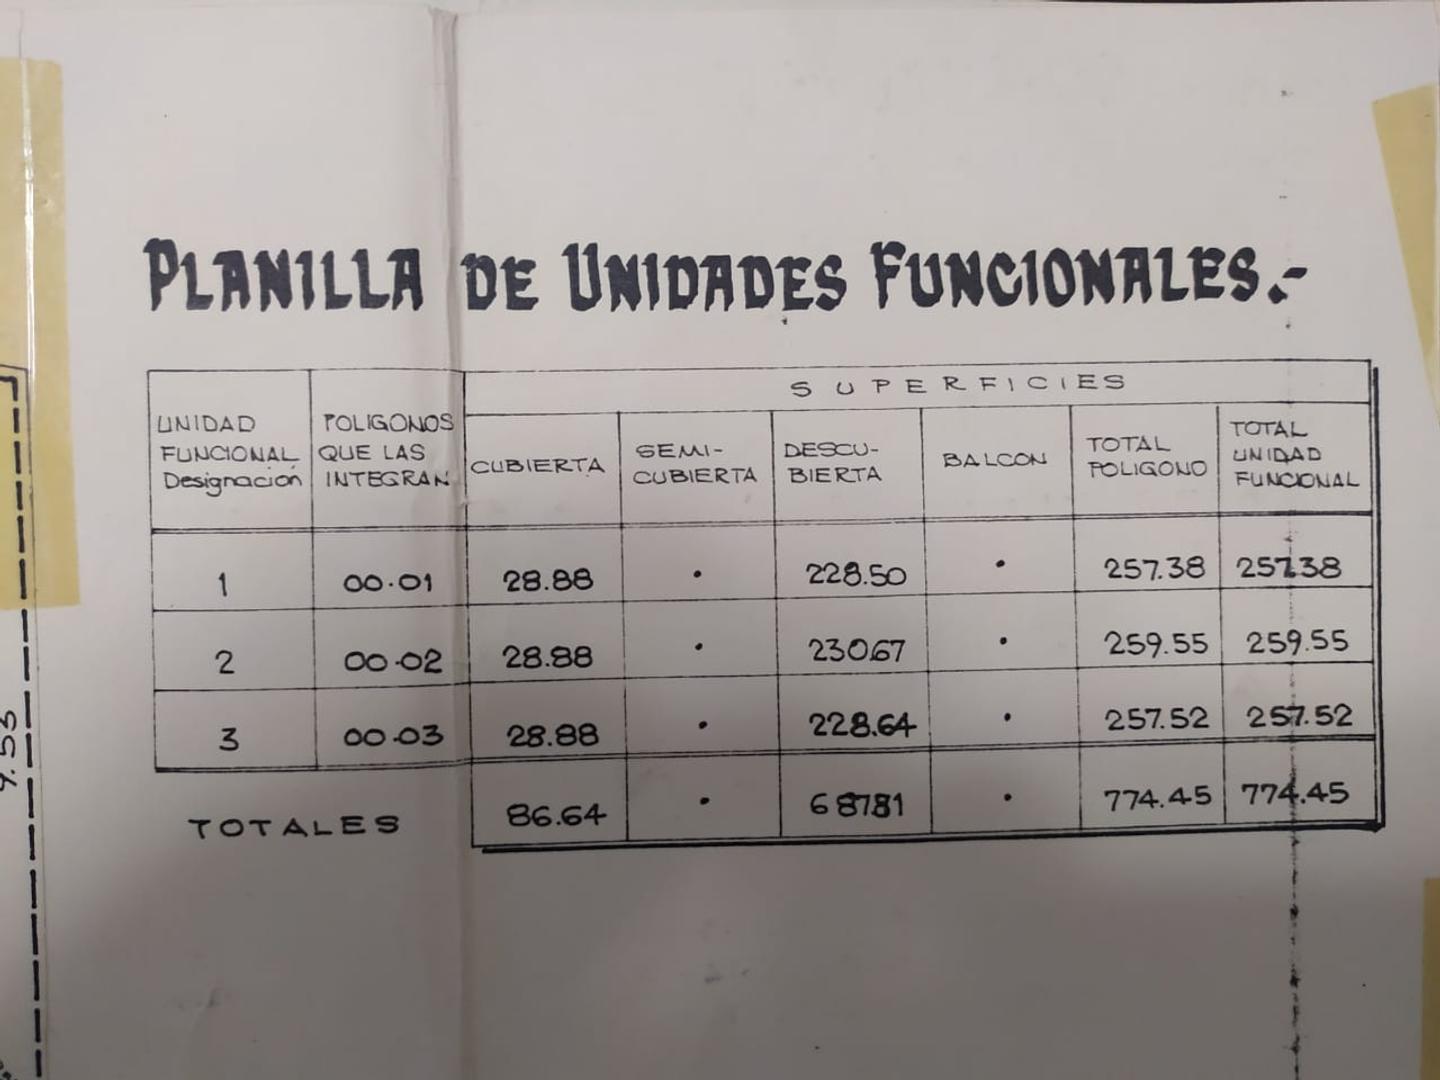 PLANILLA DE UNIDADES FUNCIONALES.-
UNIDAD FUNCIONAL Designación
POLIGONOS QUE LAS INTEGRAN
SUPERFICIES
CUBIERTA
SEMI-CUBIERTA
DESCU-BIERTA
BALCON
TOTAL POLIGONO
TOTAL UNIDAD FUNCIONAL
1 00.01 28.88 . 228.50 . 257.38 257.38
2 00.02 28.88 . 230.67 . 259.55 259.55
3 00.03 28.88 . 228.64 . 257.52 257.52
TOTALES 86.64 . 687.81 . 774.45 774.45
9.53